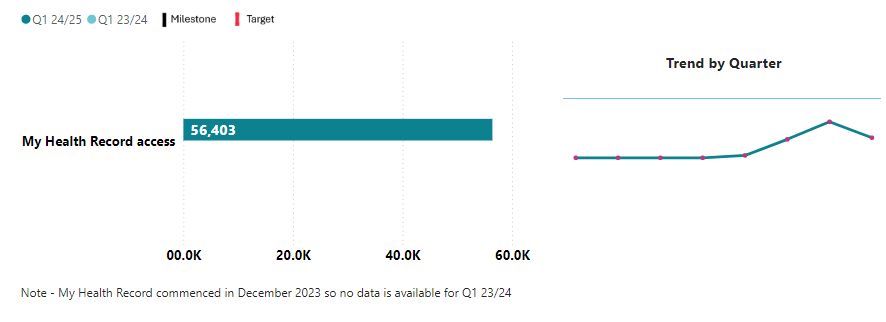 Q1 24/25 Q1 23/24 Milestone Target
Trend by Quarter
56,403
My Health Record access
00.0K 20.0K 40.0K 60.0K
Note - My Health Record commenced in December 2023 so no data is available for Q1 23/24